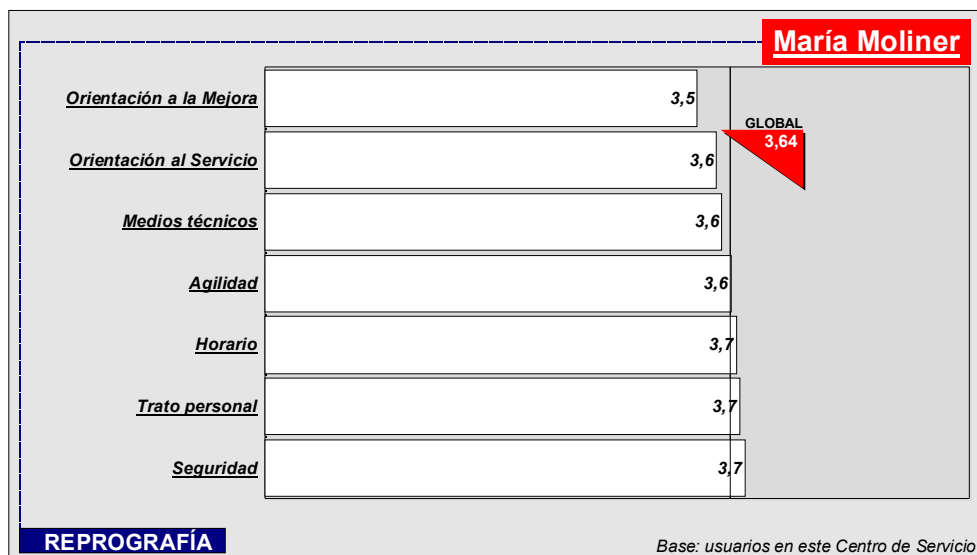 María Moliner
Orientación a la Mejora 3,5
GLOBAL
3,64
Orientación al Servicio 3,6
Medios técnicos 3,6
Agilidad 3,6
Horario 3,7
Trato personal 3,7
Seguridad 3,7
REPROGRAFÍA
Base: usuarios en este Centro de Servicio